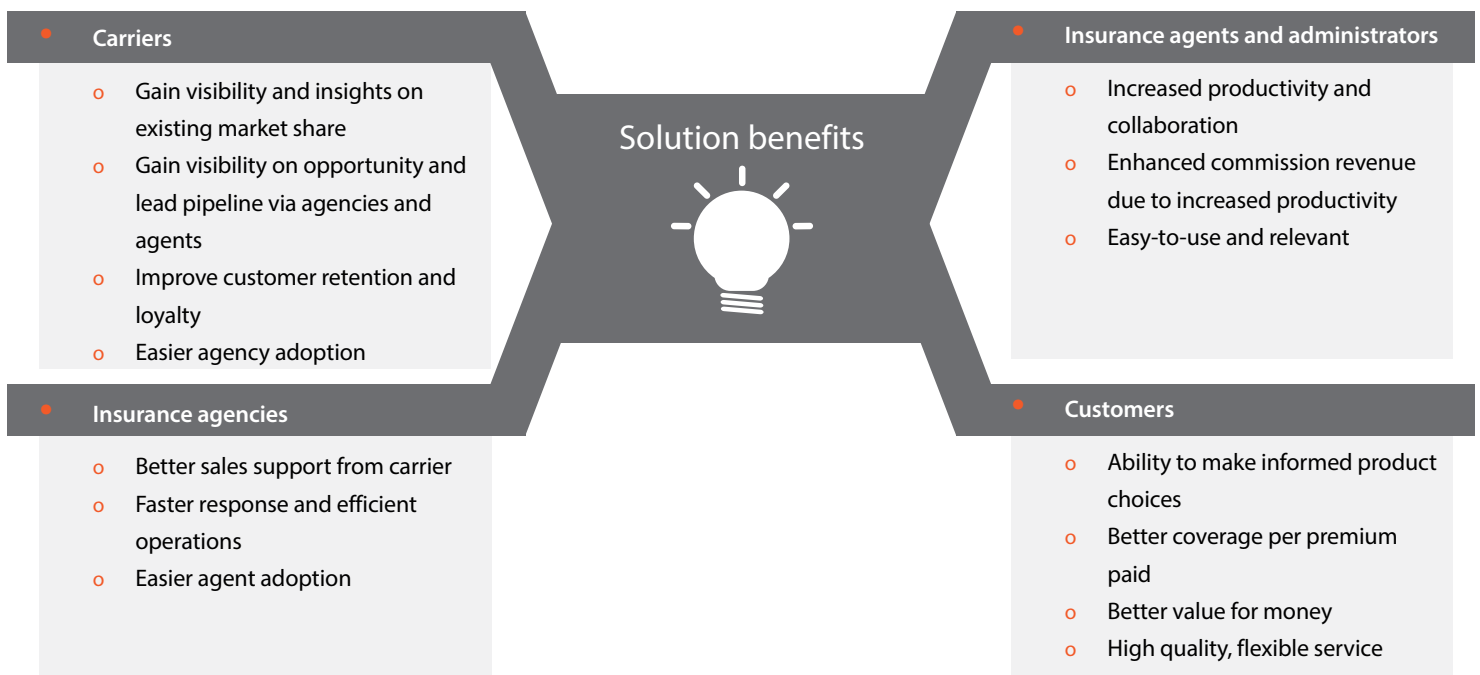 • Carriers
o Gain visibility and insights on
existing market share
o Gain visibility on opportunity and
lead pipeline via agencies and
agents
o Improve customer retention and
loyalty
o Easier agency adoption
• Insurance agencies
o Better sales support from carrier
o Faster response and efficient
operations
o Easier agent adoption
Solution benefits
• Insurance agents and administrators
o Increased productivity and
collaboration
o Enhanced commission revenue
due to increased productivity
o Easy-to-use and relevant
• Customers
o Ability to make informed product
choices
o Better coverage per premium
paid
o Better value for money
o High quality, flexible service